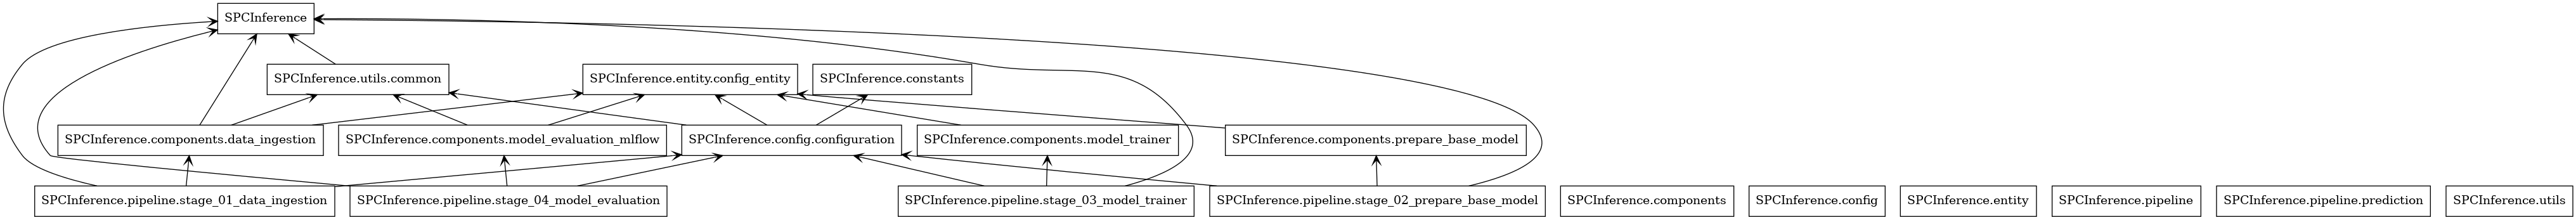 SPCInference
SPCInference.utils.common
SPCInference.entity.config_entity
SPCInference.constants
SPCInference.components.data_ingestion
SPCInference.components.model_evaluation_mlflow
SPCInference.config.configuration
SPCInference.components.model_trainer
SPCInference.components.prepare_base_model
SPCInference.pipeline.stage_01_data_ingestion
SPCInference.pipeline.stage_04_model_evaluation
SPCInference.pipeline.stage_03_model_trainer
SPCInference.pipeline.stage_02_prepare_base_model
SPCInference.components
SPCInference.config
SPCInference.entity
SPCInference.pipeline
SPCInference.pipeline.prediction
SPCInference.utils